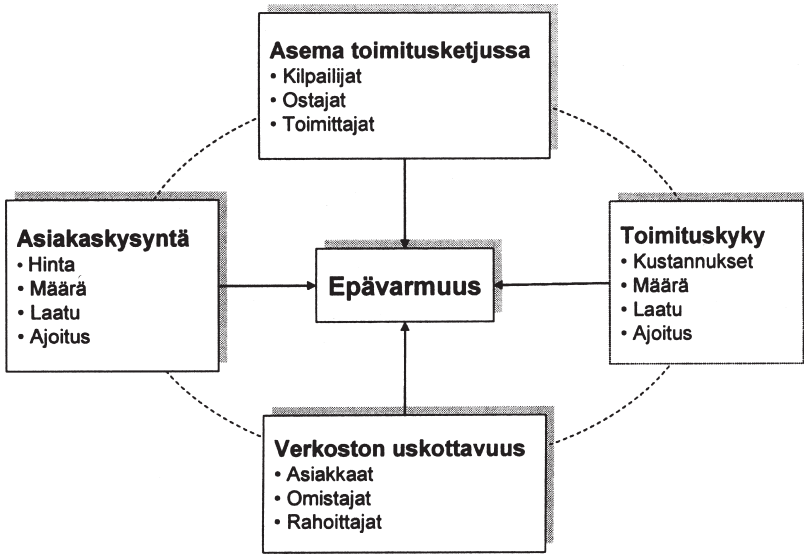 Asema toimitusketjussa
• Kilpailijat
• Ostajat
• Toimittajat
Asiakaskysyntä
• Hinta
• Määrä
• Laatu
• Ajoitus
Epävarmuus
Toimituskyky
• Kustannukset
• Määrä
• Laatu
• Ajoitus
Verkoston uskottavuus
• Asiakkaat
• Omistajat
• Rahoittajat